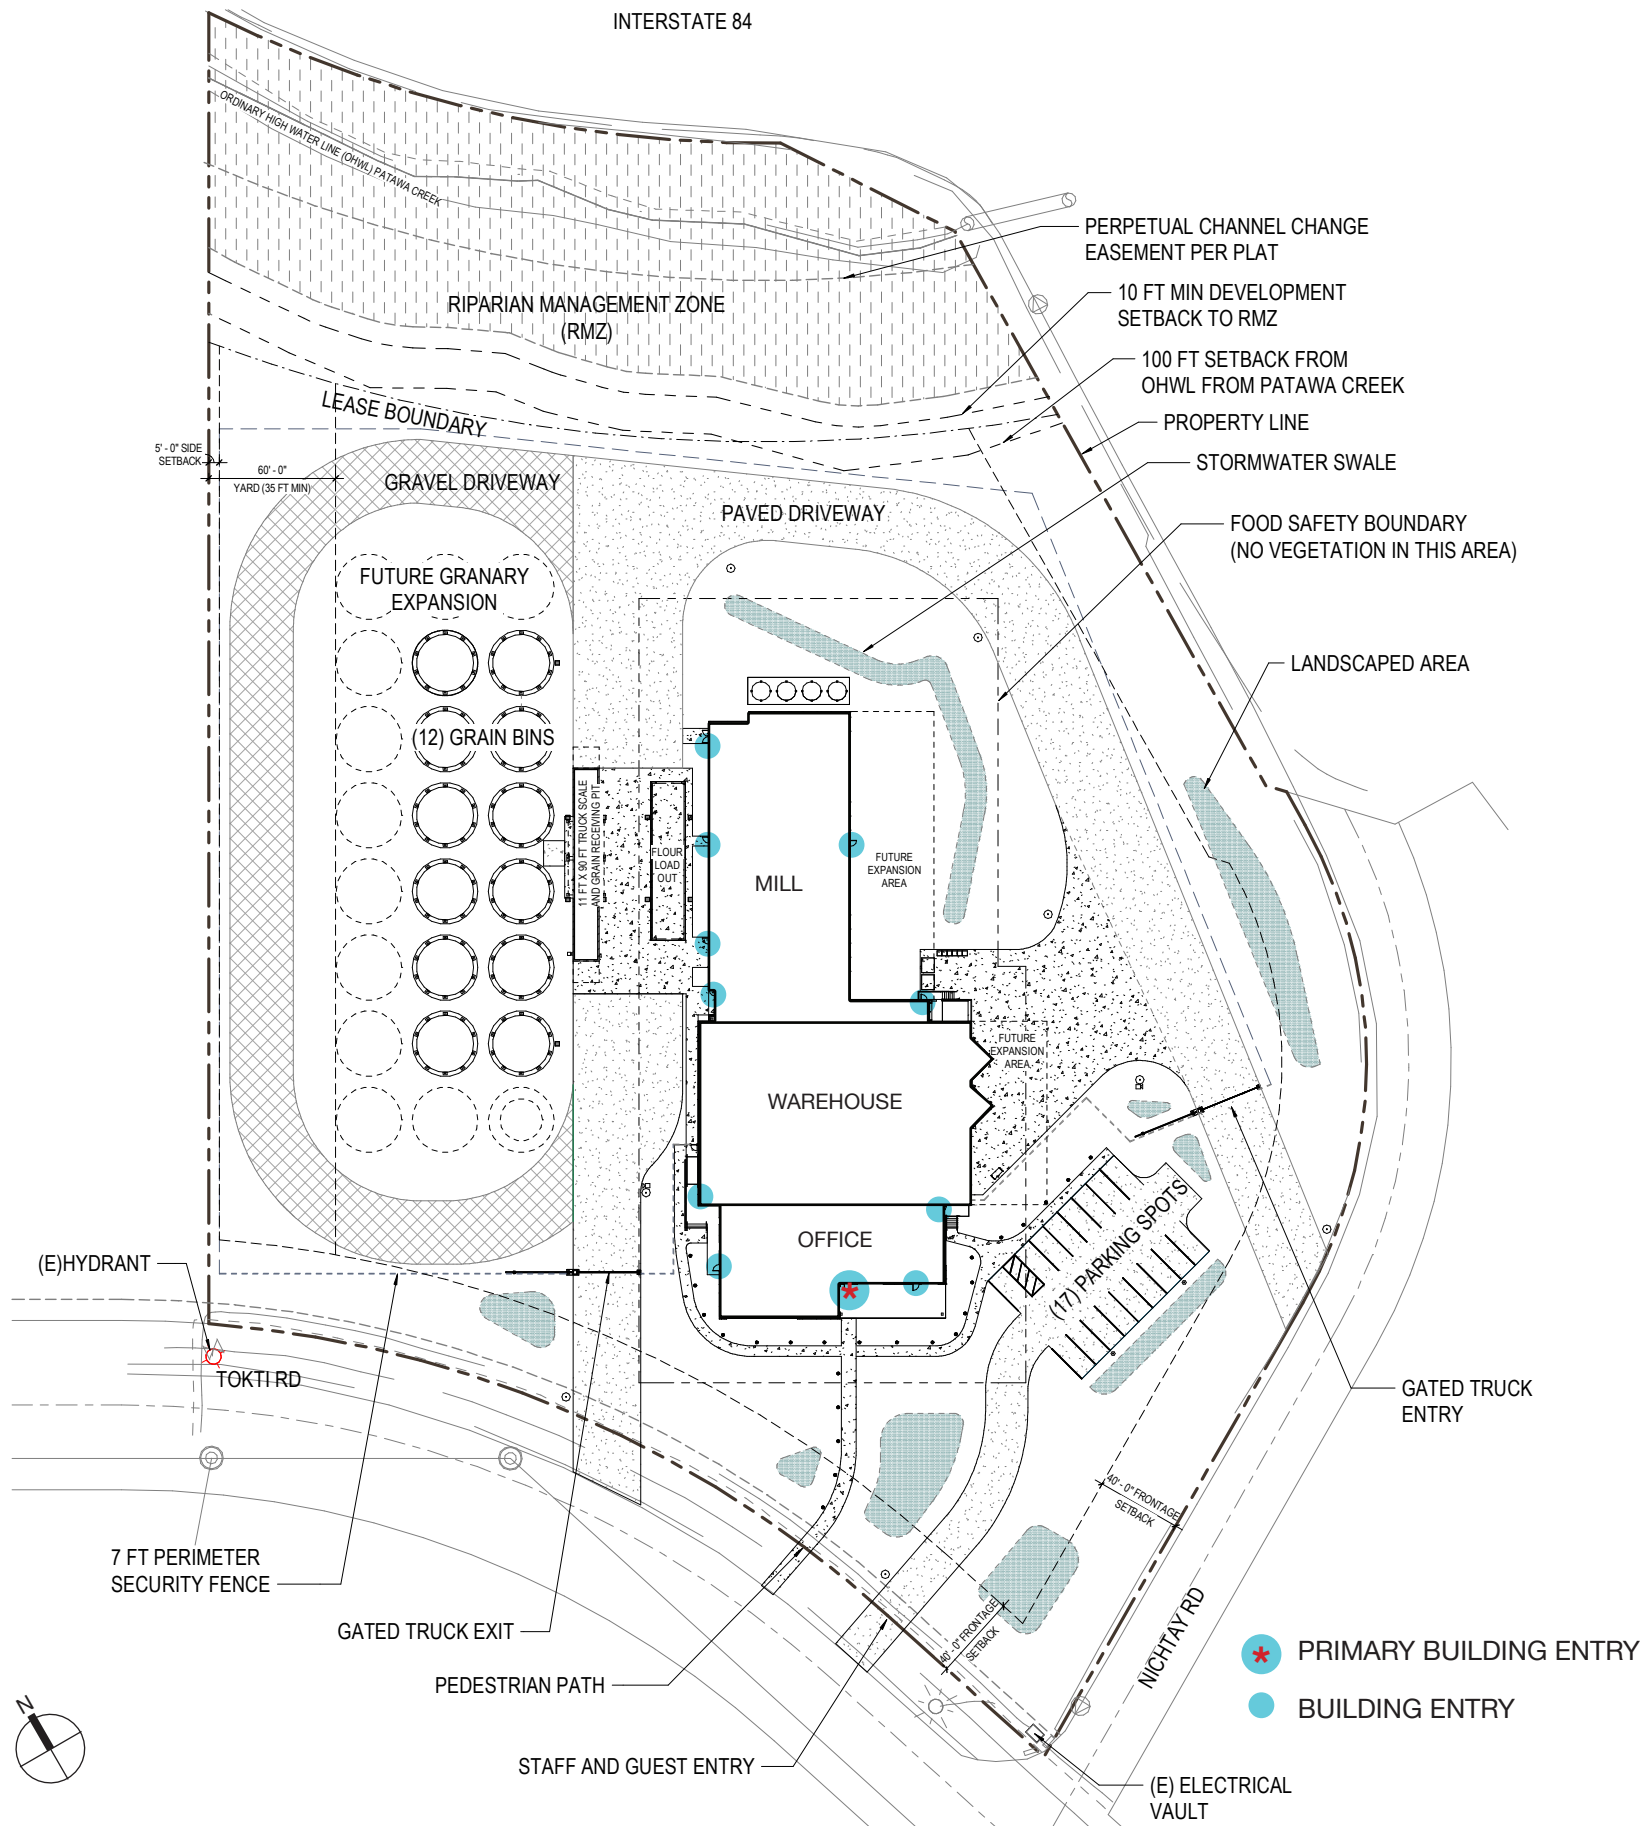 INTERSTATE 84
ORDINARY HIGH WATER LINE (OHWL) PATAWA CREEK
PERPETUAL CHANNEL CHANGE
EASEMENT PER PLAT
RIPARIAN MANAGEMENT ZONE
(RMZ)
10 FT MIN DEVELOPMENT
SETBACK TO RMZ
100 FT SETBACK FROM
OHWL FROM PATAWA CREEK
LEASE BOUNDARY
PROPERTY LINE
5' - 0" SIDE
SETBACK
60' - 0"
YARD (35 FT MIN)
GRAVEL DRIVEWAY
STORMWATER SWALE
PAVED DRIVEWAY
FOOD SAFETY BOUNDARY
(NO VEGETATION IN THIS AREA)
FUTURE GRANARY
EXPANSION
LANDSCAPED AREA
(12) GRAIN BINS
11 FT X 90 FT TRUCK SCALE
AND GRAIN RECEIVING PIT
FLOUR
LOAD
OUT
MILL
FUTURE
EXPANSION
AREA
FUTURE
EXPANSION
AREA
WAREHOUSE
OFFICE
(17) PARKING SPOTS
(E)HYDRANT
TOKTI RD
GATED TRUCK
ENTRY
40' - 0" FRONTAGE
SETBACK
7 FT PERIMETER
SECURITY FENCE
GATED TRUCK EXIT
40' - 0" FRONTAGE
SETBACK
NICHTAY RD
PEDESTRIAN PATH
PRIMARY BUILDING ENTRY
BUILDING ENTRY
N
STAFF AND GUEST ENTRY
(E) ELECTRICAL
VAULT